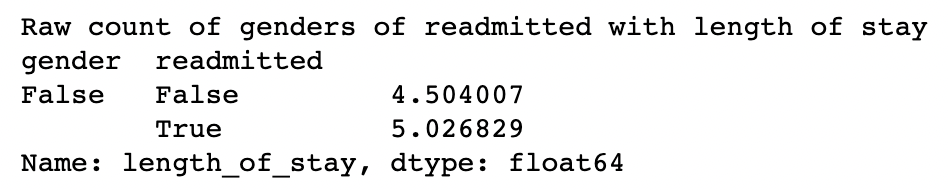 Raw count of genders of readmitted with length of stay
gender  readmitted
False   False         4.504007
        True          5.026829
Name: length_of_stay, dtype: float64